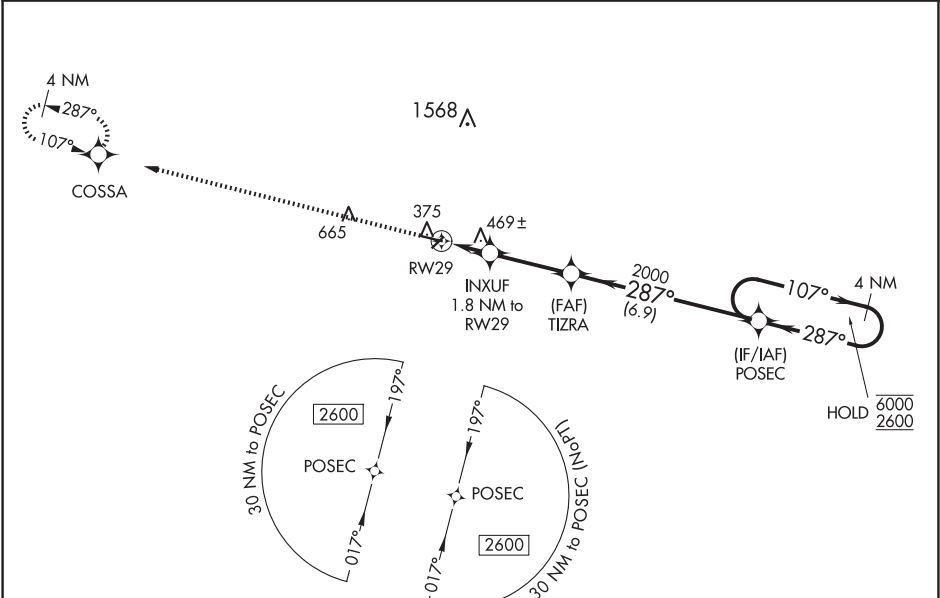 4 NM
287°
107°
COSSA
1568
665
375
469±
RW29
INXUF
1.8 NM to
RW29
(FAF)
TIZRA
2000
287°
(6.9)
107°
4 NM
287°
(IF/IAF)
POSEC
HOLD
6000
2600
30 NM to POSEC
2600
197°
POSEC
017°
197°
POSEC
2600
017°
30 NM to POSEC (NoPT)